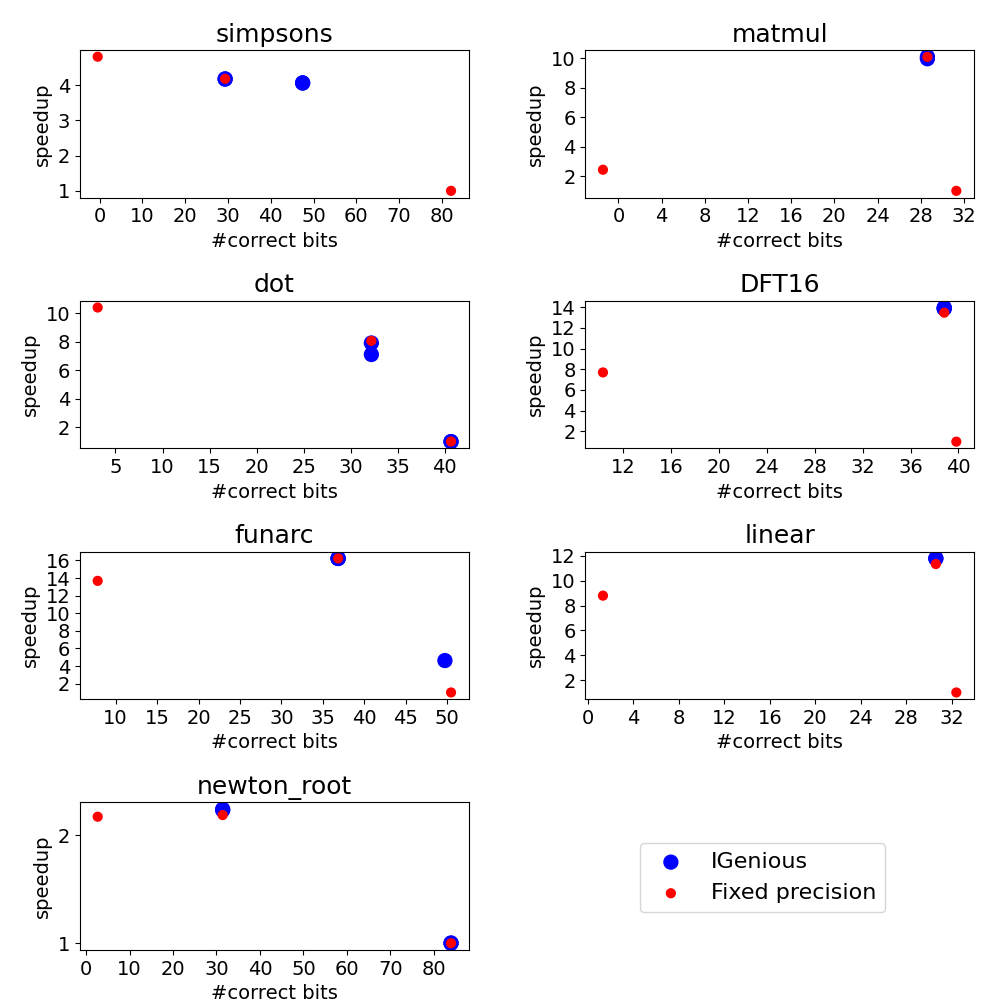 simpsons
speedup
4
3
2
1
0 10 20 30 40 50 60 70 80
#correct bits
matmul
speedup
10
8
6
4
2
0 4 8 12 16 20 24 28 32
#correct bits
dot
speedup
10
8
6
4
2
5 10 15 20 25 30 35 40
#correct bits
DFT16
speedup
14
12
10
8
6
4
2
12 16 20 24 28 32 36 40
#correct bits
funarc
speedup
16
14
12
10
8
6
4
2
10 15 20 25 30 35 40 45 50
#correct bits
linear
speedup
12
10
8
6
4
2
0 4 8 12 16 20 24 28 32
#correct bits
newton_root
speedup
2
1
0 10 20 30 40 50 60 70 80
#correct bits
IGenious
Fixed precision